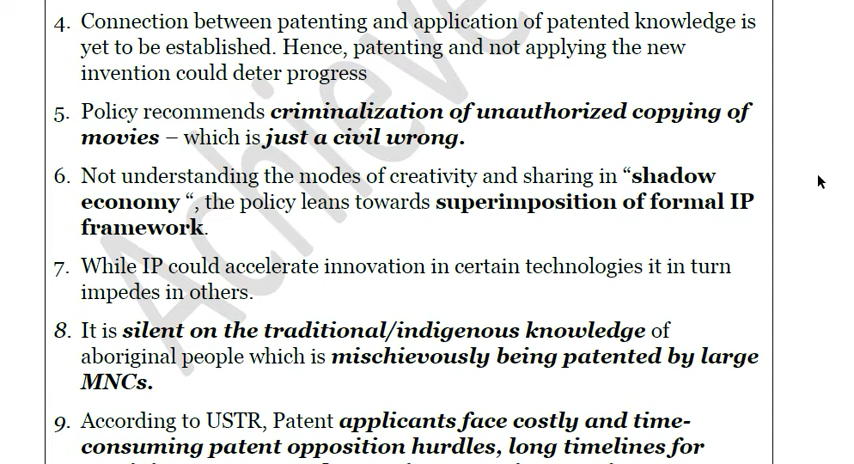 4. Connection between patenting and application of patented knowledge is
yet to be established. Hence, patenting and not applying the new
invention could deter progress
5. Policy recommends criminalization of unauthorized copying of
movies – which is just a civil wrong.
6. Not understanding the modes of creativity and sharing in “shadow
economy “, the policy leans towards superimposition of formal IP
framework.
7. While IP could accelerate innovation in certain technologies it in turn
impedes in others.
8. It is silent on the traditional/indigenous knowledge of
aboriginal people which is mischievously being patented by large
MNCs.
9. According to USTR, Patent applicants face costly and time-
consuming patent opposition hurdles, long timelines for
Achieve